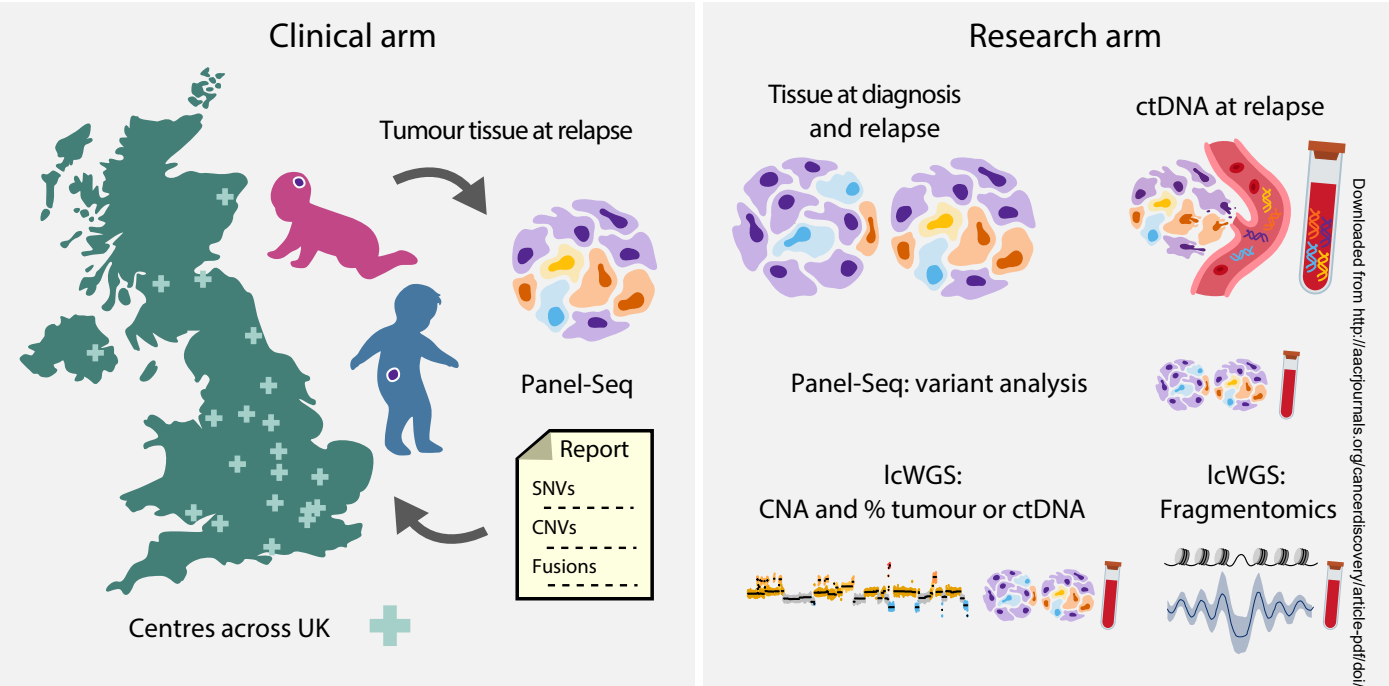 Clinical arm
Tumour tissue at relapse
Panel-Seq
Report
SNVs
CNVs
Fusions
Centres across UK
Research arm
Tissue at diagnosis
and relapse
ctDNA at relapse
Panel-Seq: variant analysis
lcWGS:
CNA and % tumour or ctDNA
lcWGS:
Fragmentomics
Downloaded from http://aacrjournals.org/cancerdiscovery/article-pdf/doi/